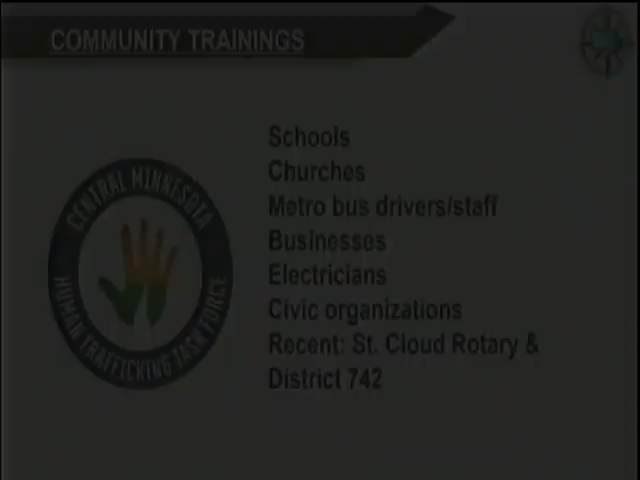 COMMUNITY TRAININGS
Schools
Churches
Metro bus drivers/staff
Businesses
Electricians
Civic organizations
Recent: St. Cloud Rotary &
District 742
CENTRAL MINNESOTA
HUMAN TRAFFICKING TASK FORCE